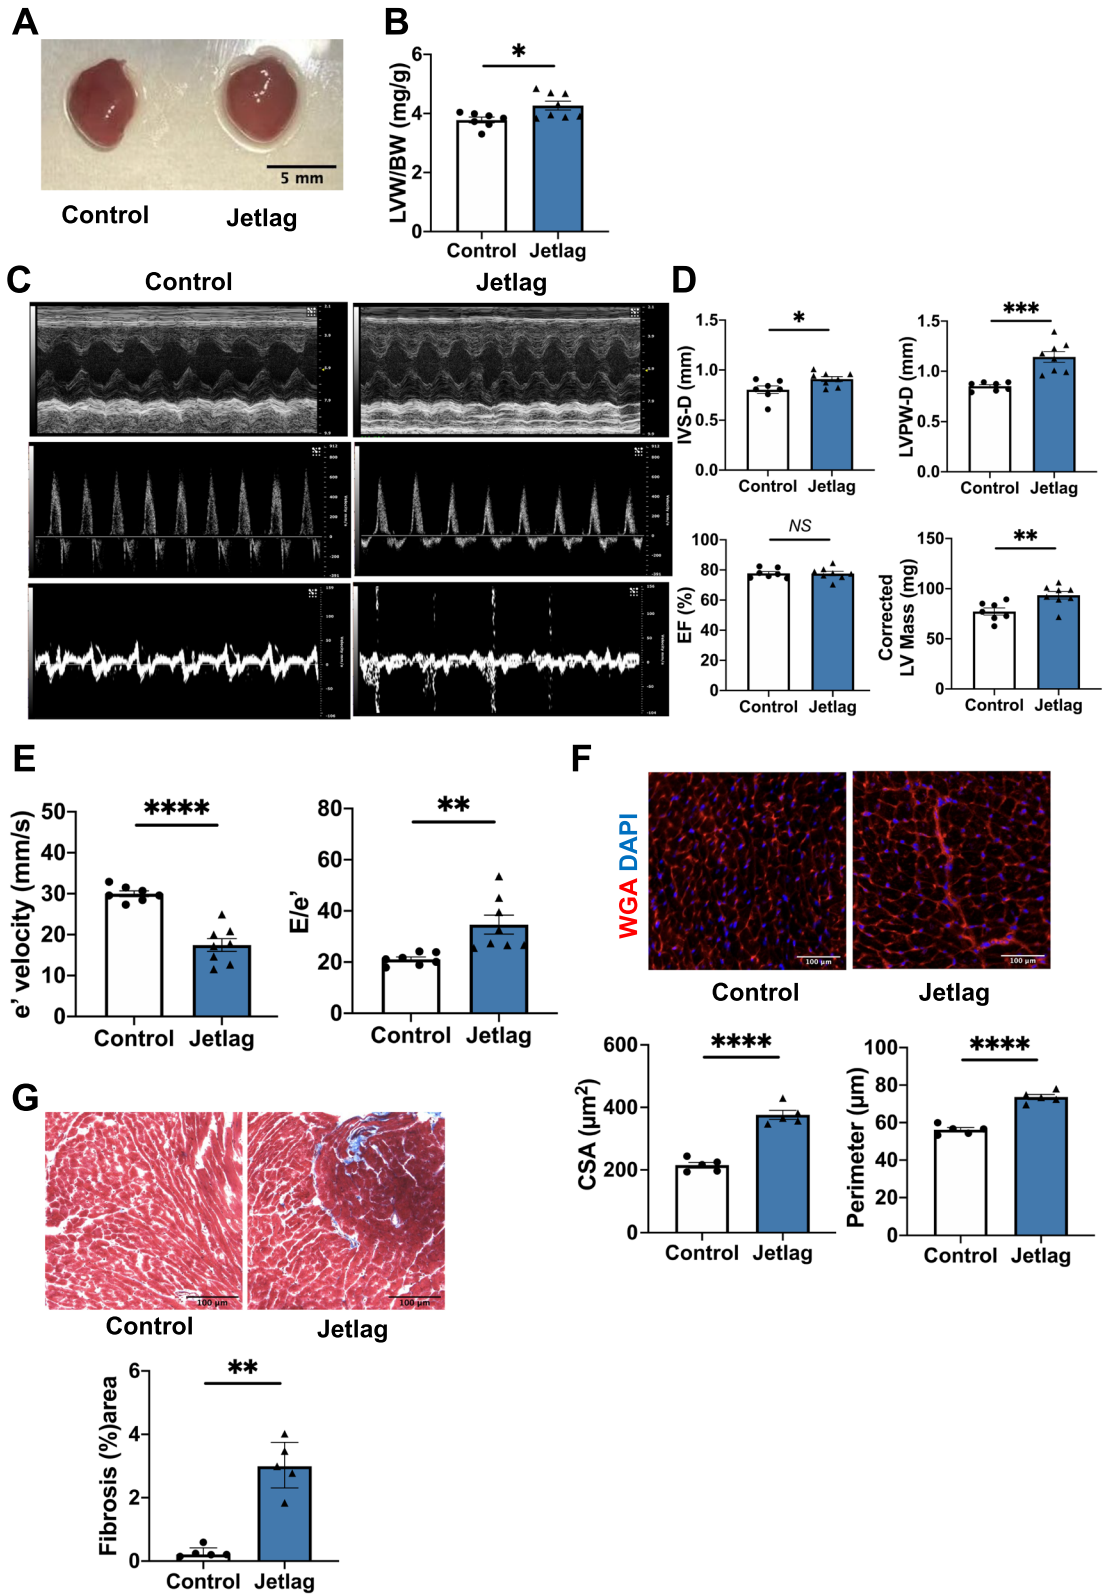 A
5 mm
Control
Jetlag
B
LVW/BW (mg/g)
6
4
2
0
*
Control
Jetlag
C
Control
Jetlag
D
IVS-D (mm)
1.5
1.0
0.5
0.0
*
Control
Jetlag
LVPW-D (mm)
1.5
1.0
0.5
0.0
***
Control
Jetlag
EF (%)
100
80
60
40
20
0
NS
Control
Jetlag
Corrected
LV Mass (mg)
150
100
50
0
**
Control
Jetlag
E
e’ velocity (mm/s)
50
40
30
20
10
0
****
Control
Jetlag
E/e’
80
60
40
20
0
**
Control
Jetlag
F
WGA DAPI
100 µm
100 µm
Control
Jetlag
CSA (µm²)
600
400
200
0
****
Control
Jetlag
Perimeter (µm)
100
80
60
40
20
0
****
Control
Jetlag
G
100 µm
100 µm
Control
Jetlag
Fibrosis (%)area
6
4
2
0
**
Control
Jetlag